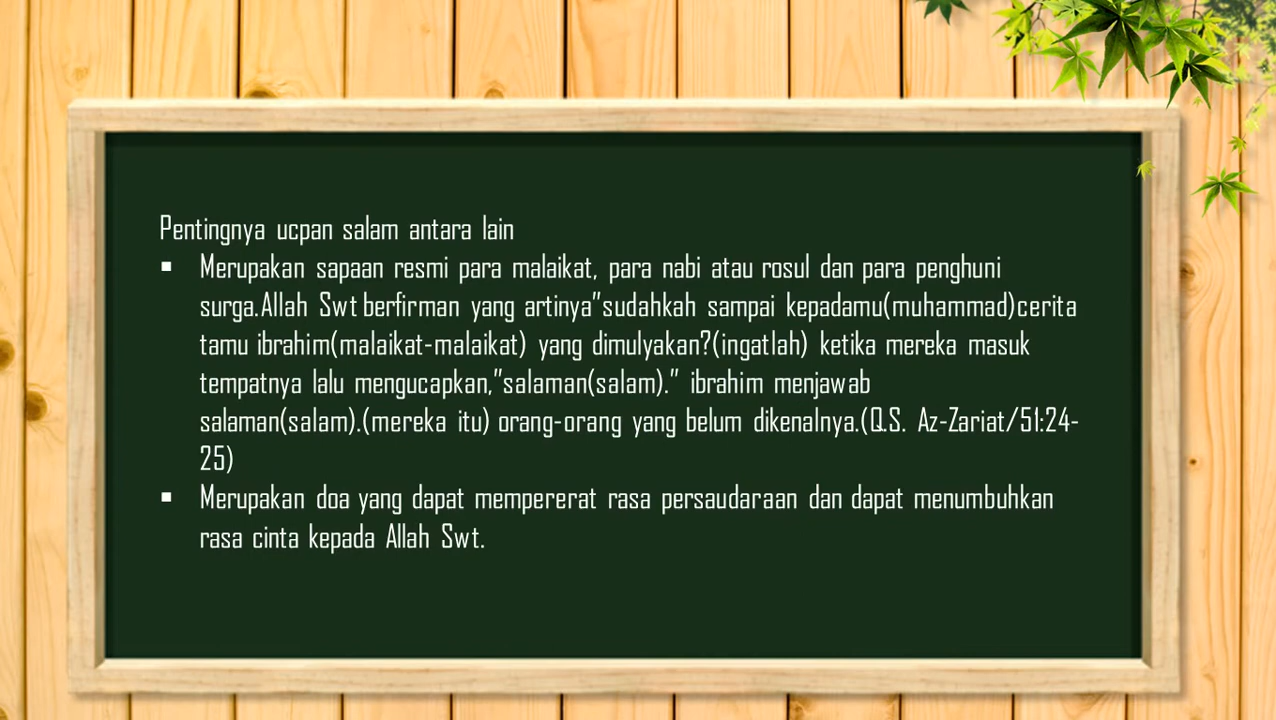 Pentingnya ucpan salam antara lain
▪ Merupakan sapaan resmi para malaikat, para nabi atau rosul dan para penghuni
surga.Allah Swt berfirman yang artinya"sudahkah sampai kepadamu(muhammad)cerita
tamu ibrahim(malaikat-malaikat) yang dimulyakan?(ingatlah) ketika mereka masuk
tempatnya lalu mengucapkan,"salaman(salam)." ibrahim menjawab
salaman(salam).(mereka itu) orang-orang yang belum dikenalnya.(Q.S. Az-Zariat/51:24-
25)
▪ Merupakan doa yang dapat mempererat rasa persaudaraan dan dapat menumbuhkan
rasa cinta kepada Allah Swt.